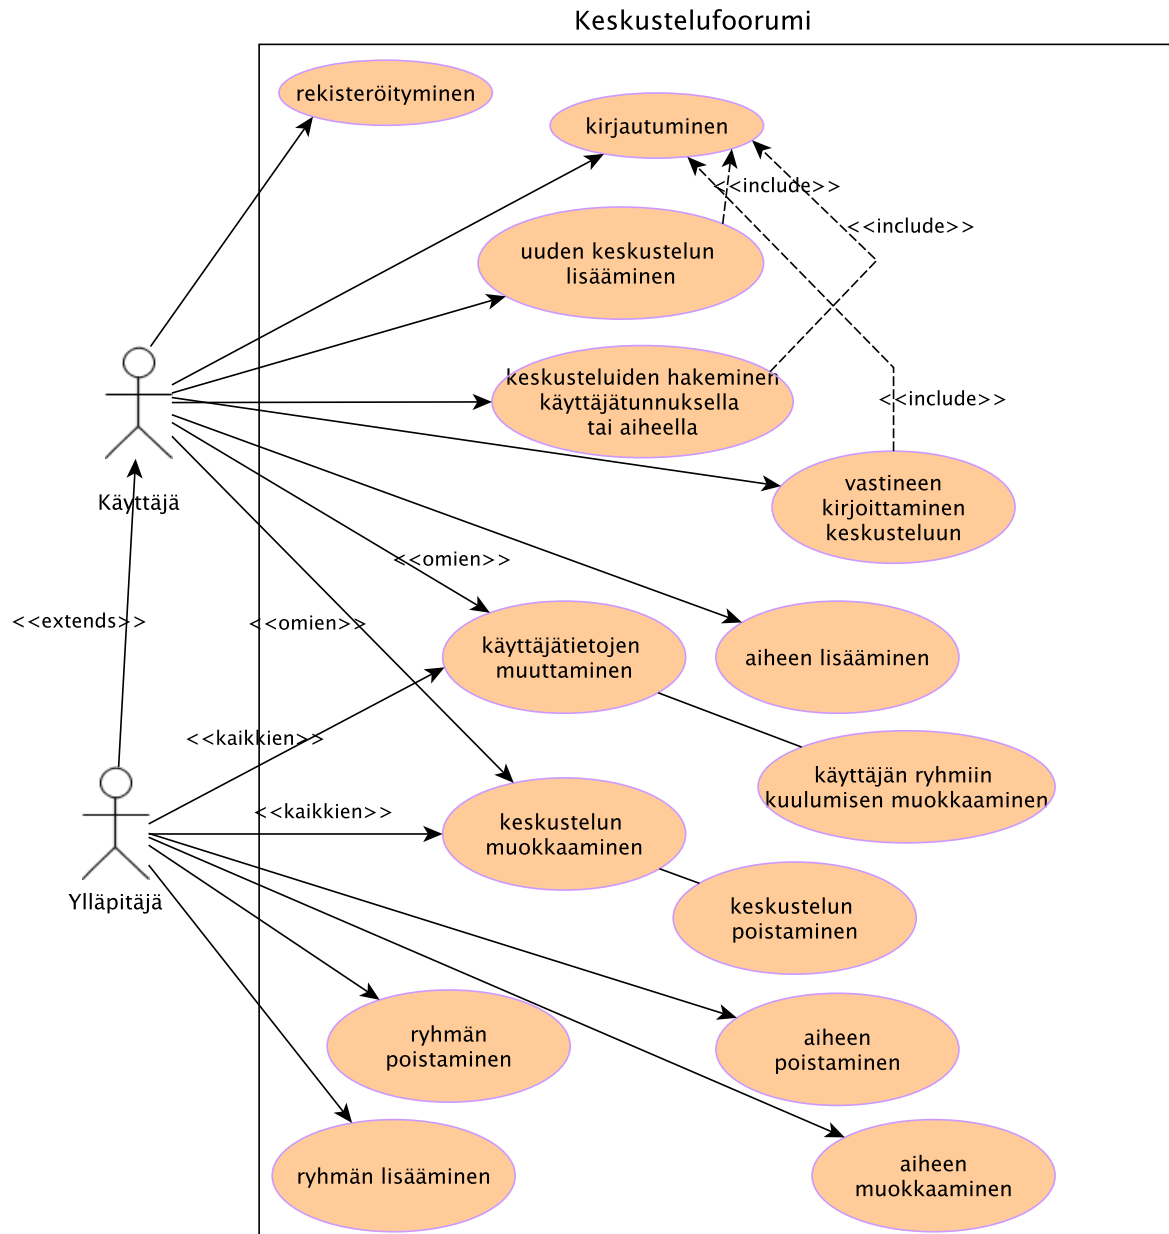 Keskustelufoorumi
rekisteröityminen
kirjautuminen
<<include>>
<<include>>
uuden keskustelun
lisääminen
keskusteluiden hakeminen
käyttäjätunnuksella
tai aiheella
<<include>>
vastineen
kirjoittaminen
keskusteluun
Käyttäjä
<<omien>>
<<extends>>
<<omien>>
käyttäjätietojen
muuttaminen
aiheen lisääminen
<<kaikkien>>
käyttäjän ryhmiin
kuulumisen muokkaaminen
<<kaikkien>>
keskustelun
muokkaaminen
Ylläpitäjä
keskustelun
poistaminen
ryhmän
poistaminen
aiheen
poistaminen
ryhmän lisääminen
aiheen
muokkaaminen